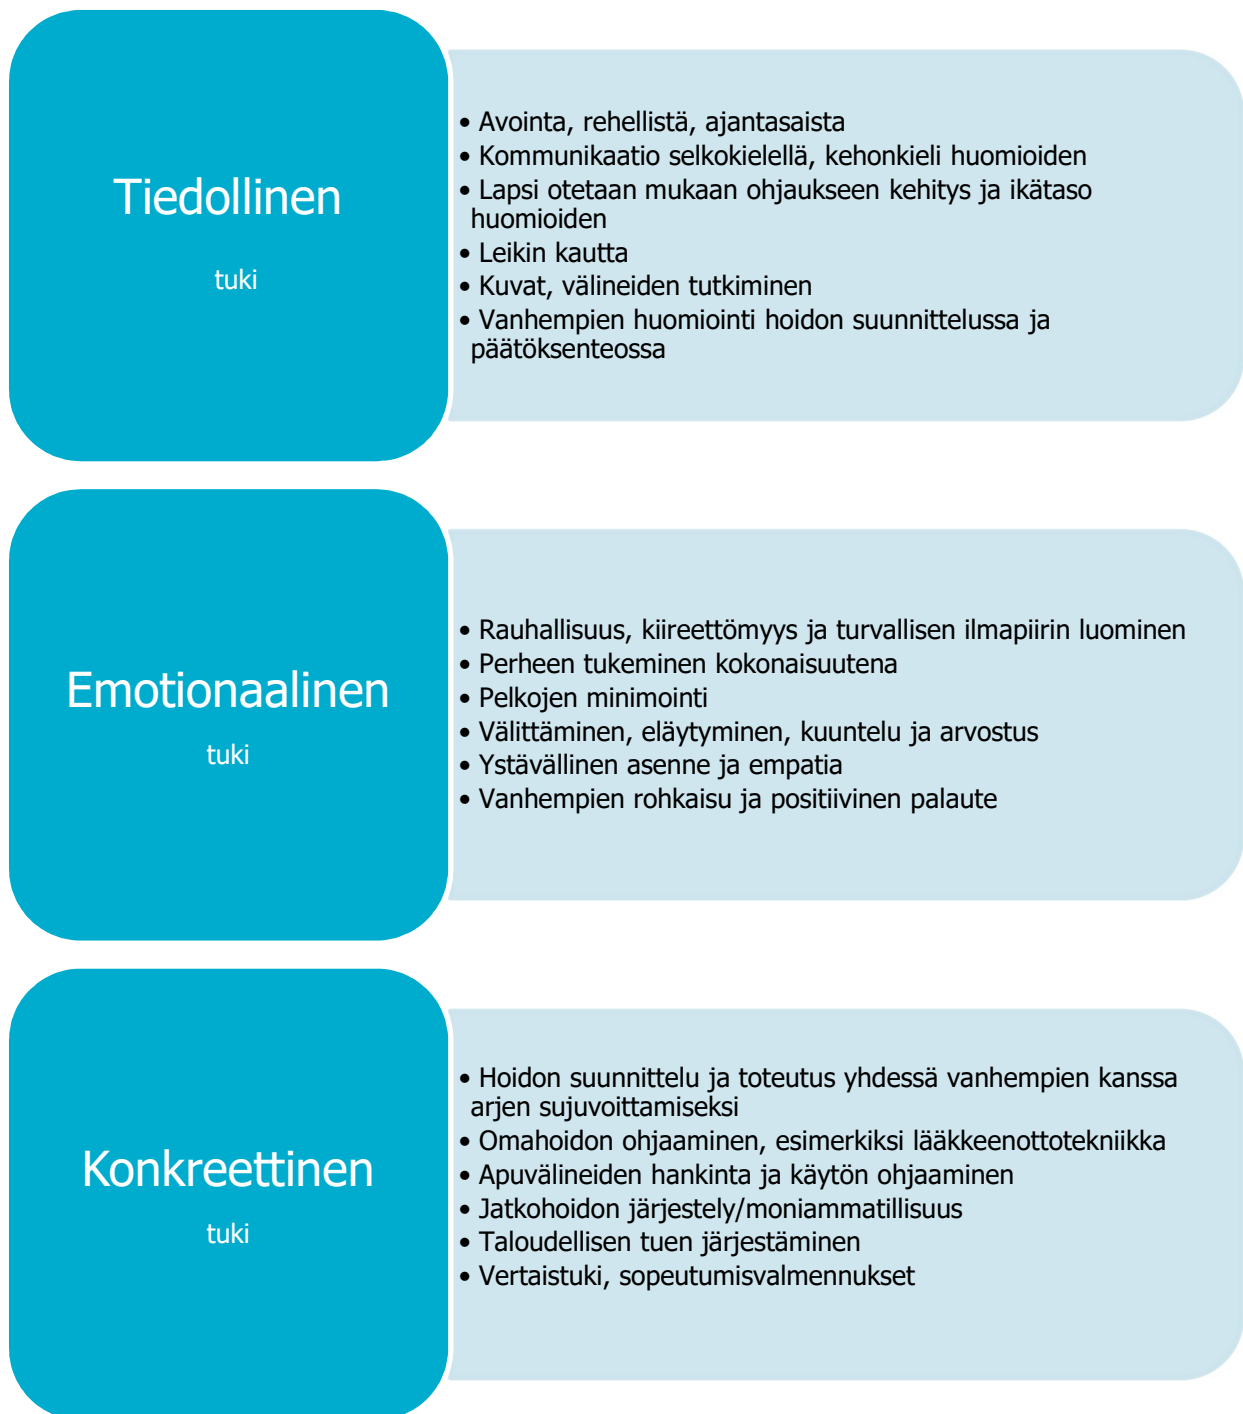 Tiedollinen
tuki
• Avointa, rehellistä, ajantasaista
• Kommunikaatio selkokielellä, kehonkieli huomioiden
• Lapsi otetaan mukaan ohjaukseen kehitys ja ikätaso
huomioiden
• Leikin kautta
• Kuvat, välineiden tutkiminen
• Vanhempien huomiointi hoidon suunnittelussa ja
päätöksenteossa
Emotionaalinen
tuki
• Rauhallisuus, kiireettömyys ja turvallisen ilmapiirin luominen
• Perheen tukeminen kokonaisuutena
• Pelkojen minimointi
• Välittäminen, eläytyminen, kuuntelu ja arvostus
• Ystävällinen asenne ja empatia
• Vanhempien rohkaisu ja positiivinen palaute
Konkreettinen
tuki
• Hoidon suunnittelu ja toteutus yhdessä vanhempien kanssa
arjen sujuvoittamiseksi
• Omahoidon ohjaaminen, esimerkiksi lääkkeenottotekniikka
• Apuvälineiden hankinta ja käytön ohjaaminen
• Jatkohoidon järjestely/moniammatillisuus
• Taloudellisen tuen järjestäminen
• Vertaistuki, sopeutumisvalmennukset